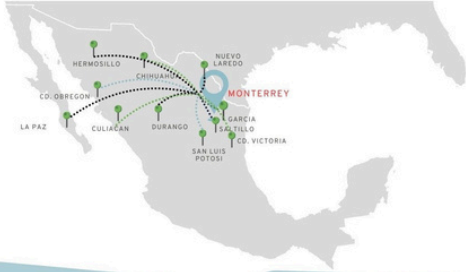 NUEVO
LAREDO
HERMOSILLO
CHIHUAHUA
CD. OBREGON
MONTERREY
GARCIA
LA PAZ
CULIACAN
DURANGO
SALTILLO
CD. VICTORIA
SAN LUIS
POTOSI